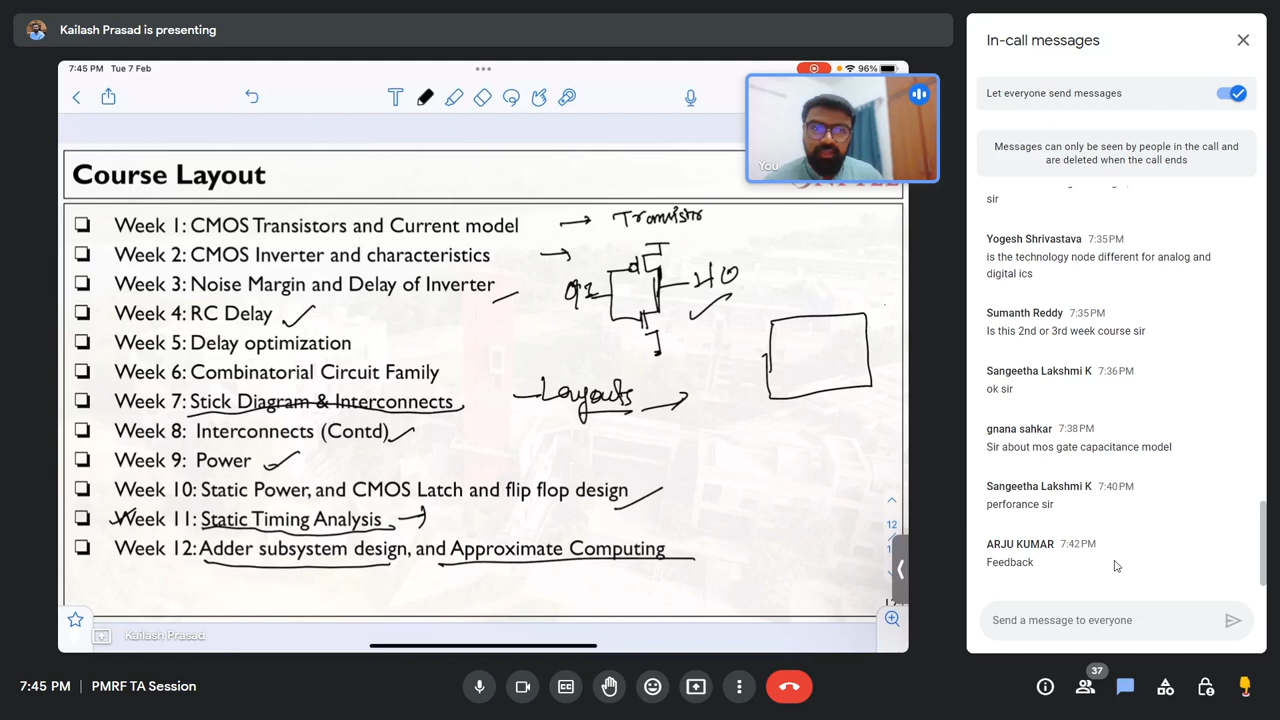 Kailash Prasad is presenting
7:45 PM Tue 7 Feb
96%
T
You
Course Layout
Week 1: CMOS Transistors and Current model
Transistor
Week 2: CMOS Inverter and characteristics
Week 3: Noise Margin and Delay of Inverter
Week 4: RC Delay
Week 5: Delay optimization
Week 6: Combinatorial Circuit Family
Layouts
Week 7: Stick Diagram & Interconnects
Week 8: Interconnects (Contd)
Week 9: Power
Week 10: Static Power, and CMOS Latch and flip flop design
Week 11: Static Timing Analysis
Week 12: Adder subsystem design, and Approximate Computing
12
Kailash Prasad
In-call messages
Let everyone send messages
Messages can only be seen by people in the call and
are deleted when the call ends
sir
Yogesh Shrivastava 7:35 PM
is the technology node different for analog and
digital ics
Sumanth Reddy 7:35 PM
Is this 2nd or 3rd week course sir
Sangeetha Lakshmi K 7:36 PM
ok sir
gnana sahkar 7:38 PM
Sir about mos gate capacitance model
Sangeetha Lakshmi K 7:40 PM
perforance sir
ARJU KUMAR 7:42 PM
Feedback
Send a message to everyone
7:45 PM | PMRF TA Session
37